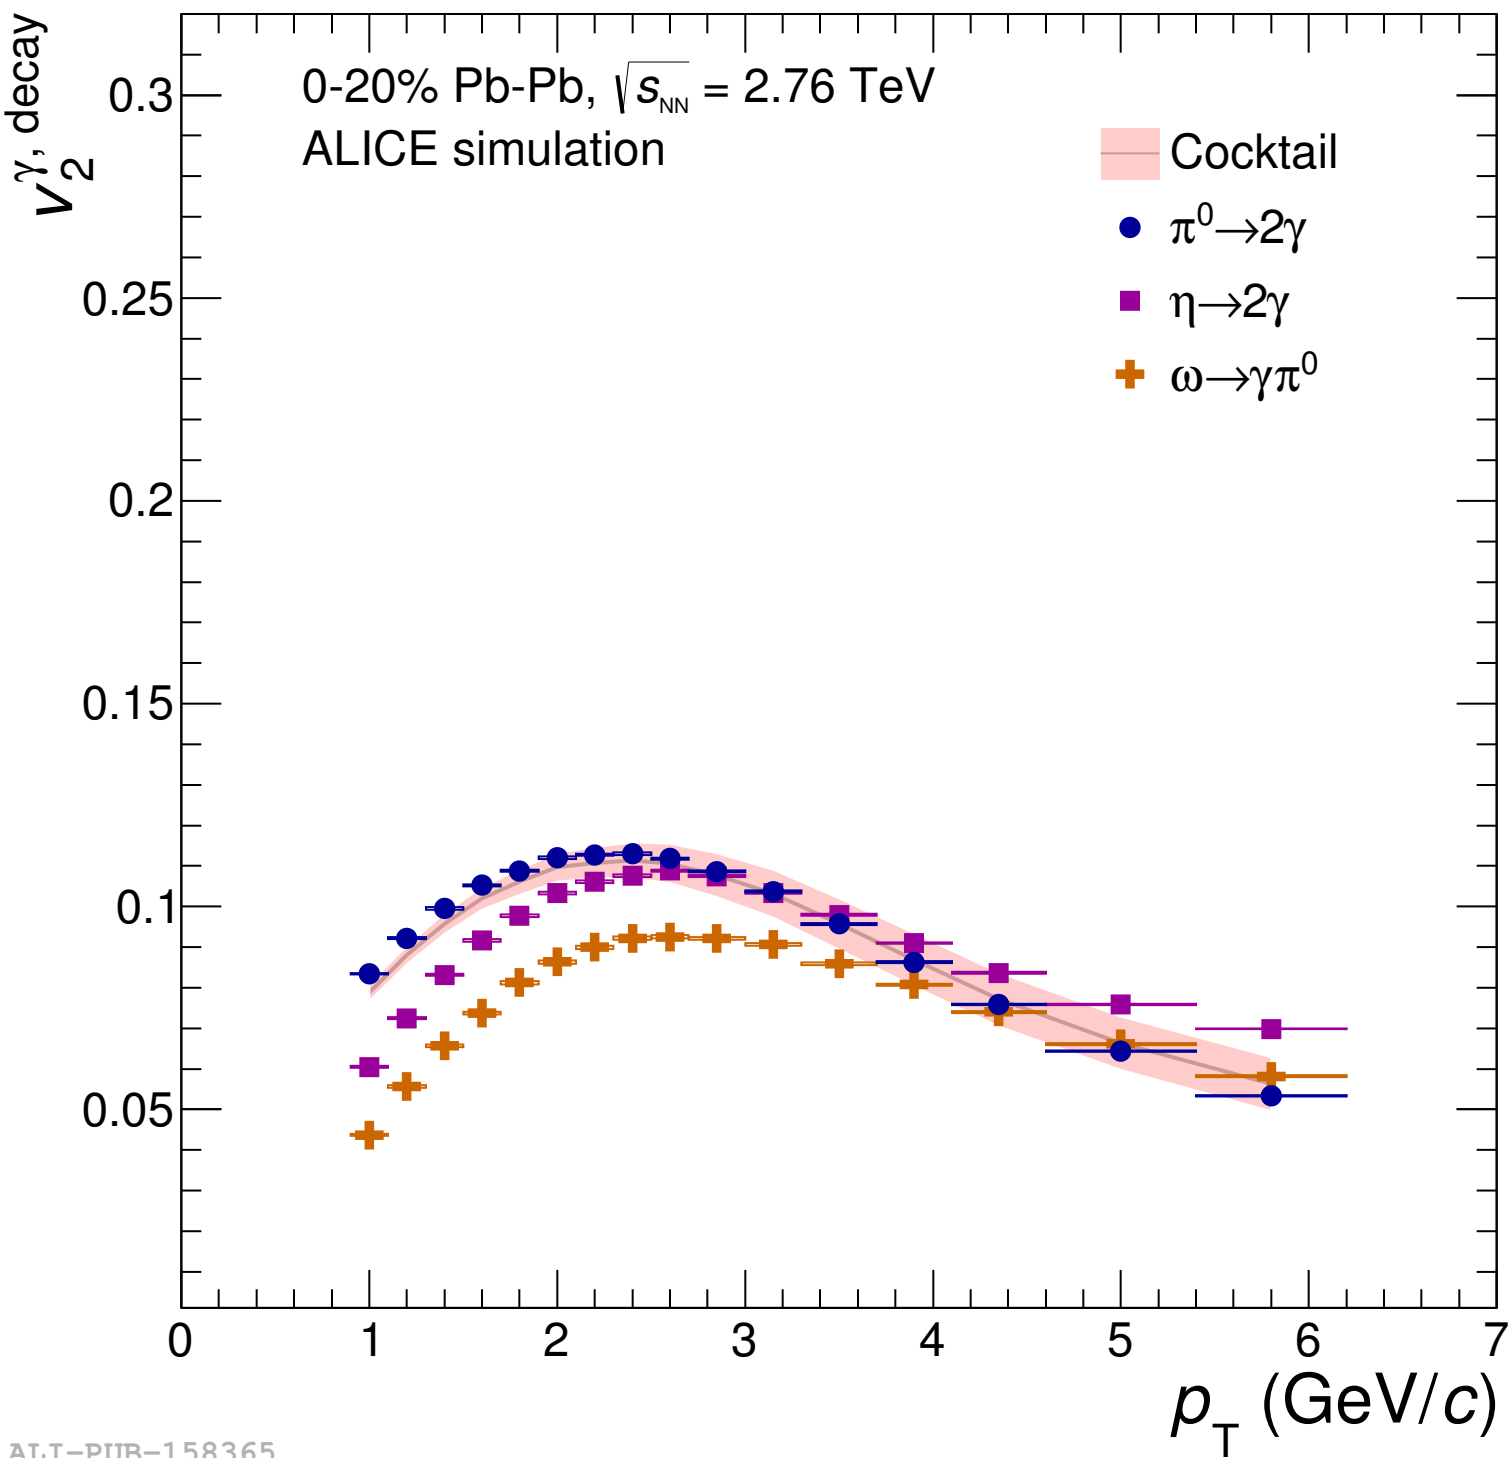 v₂^γ, decay
0.3
0.25
0.2
0.15
0.1
0.05
0-20% Pb-Pb, √s_NN = 2.76 TeV
ALICE simulation
Cocktail
π⁰→2γ
η→2γ
ω→γπ⁰
0 1 2 3 4 5 6 7
p_T (GeV/c)
ALI-PUB-158365